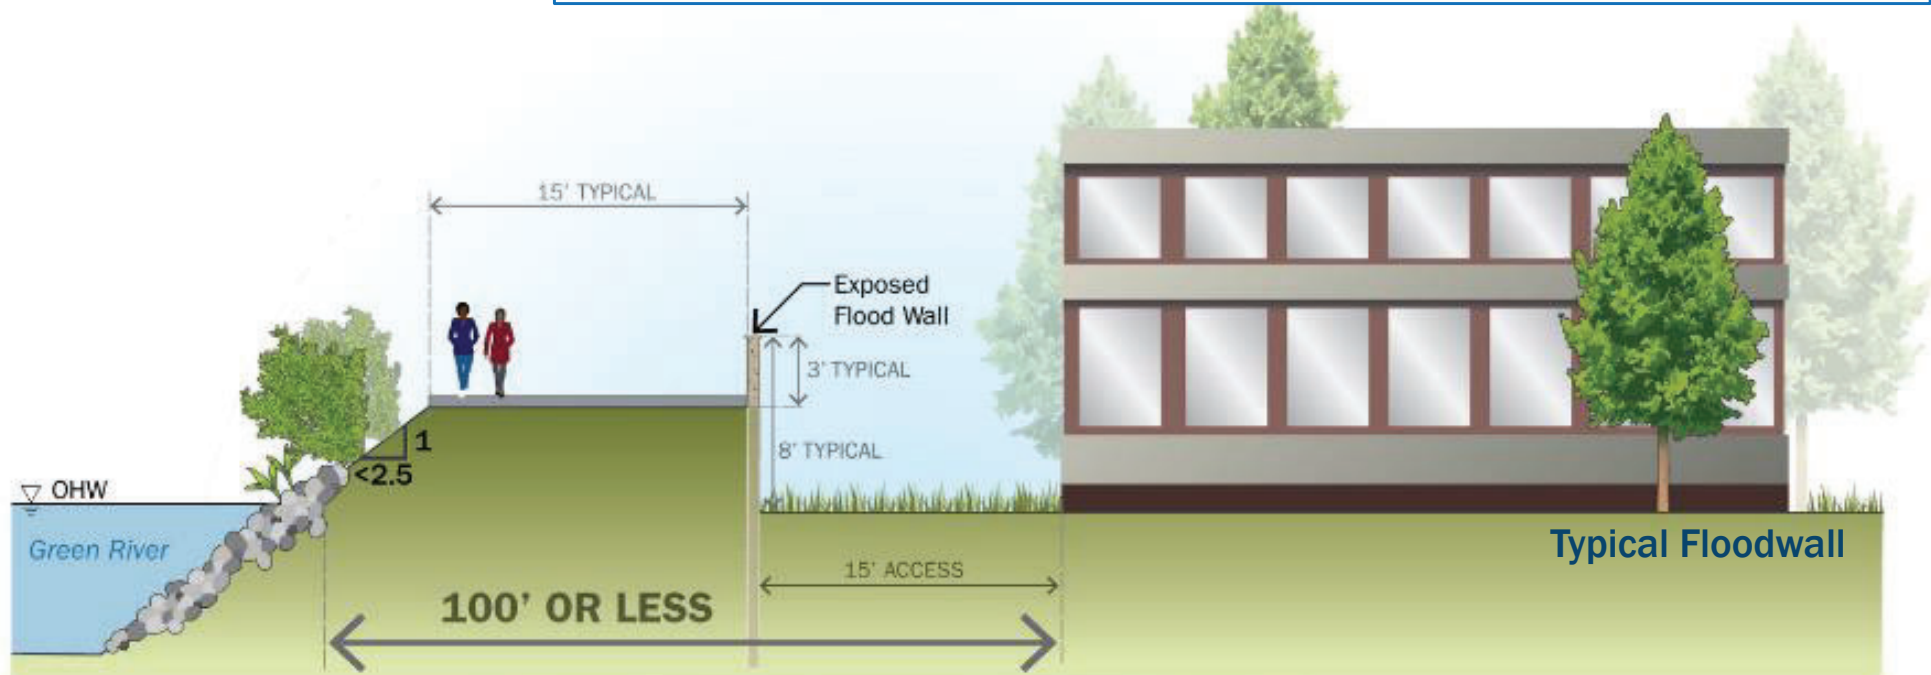 15' TYPICAL
Exposed
Flood Wall
3' TYPICAL
1
<2.5
8' TYPICAL
OHW
Green River
Typical Floodwall
15' ACCESS
100' OR LESS